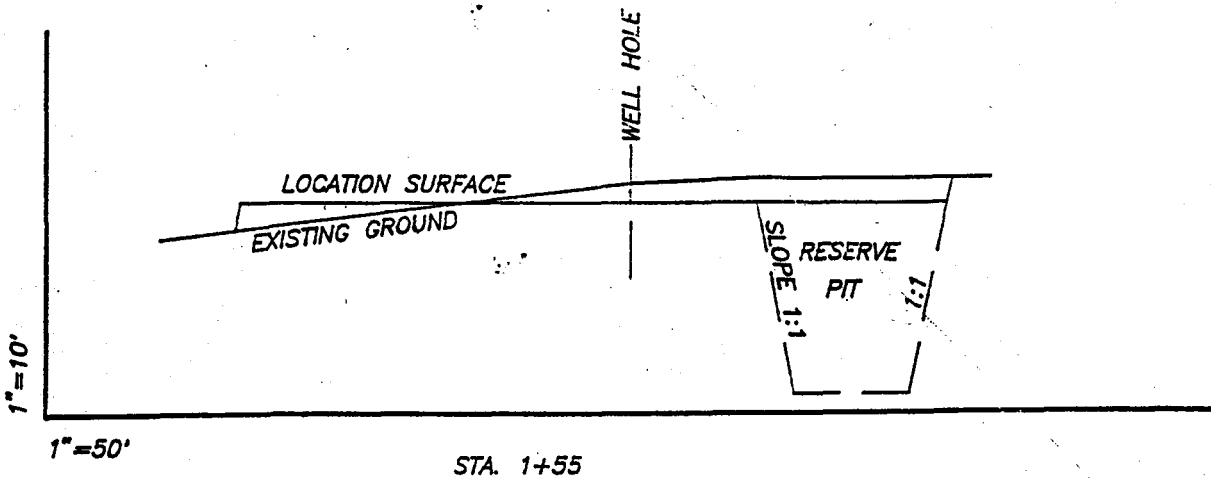 WELL HOLE
LOCATION SURFACE
EXISTING GROUND
SLOPE 1:1
RESERVE
PIT
1:1
1"=10'
1"=50'
STA. 1+55